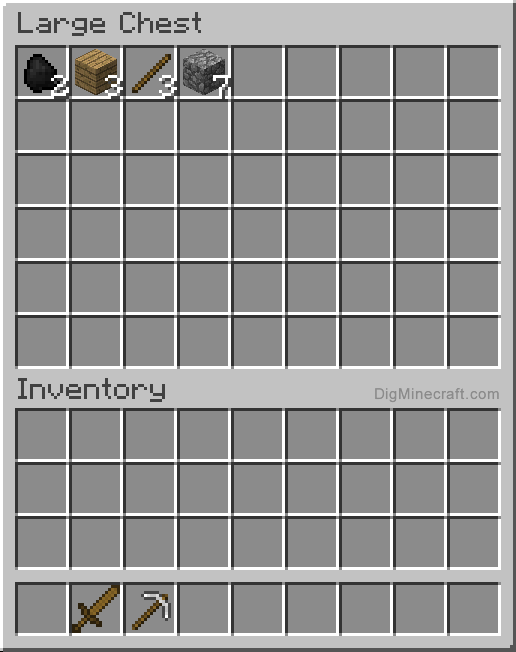 Large Chest
2 3 3 7
Inventory
DigMinecraft.com